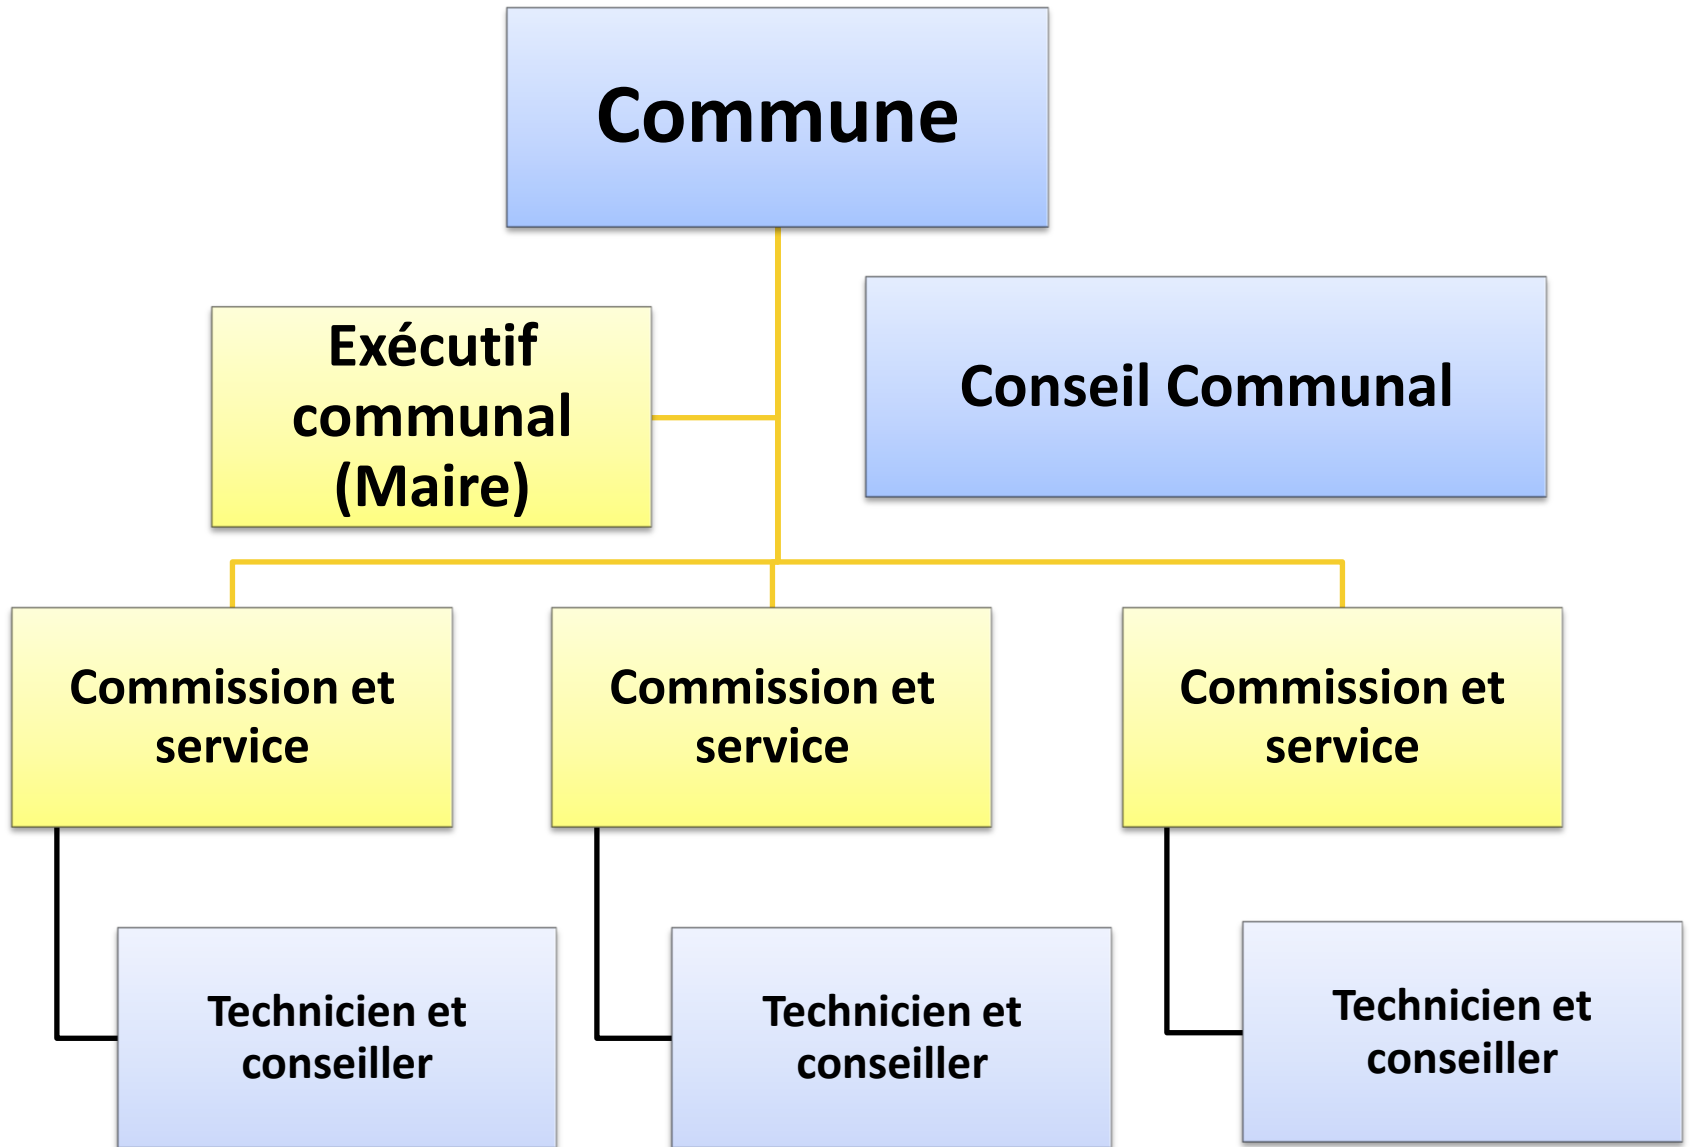 Commune
Exécutif
communal
(Maire)
Conseil Communal
Commission et
service
Commission et
service
Commission et
service
Technicien et
conseiller
Technicien et
conseiller
Technicien et
conseiller